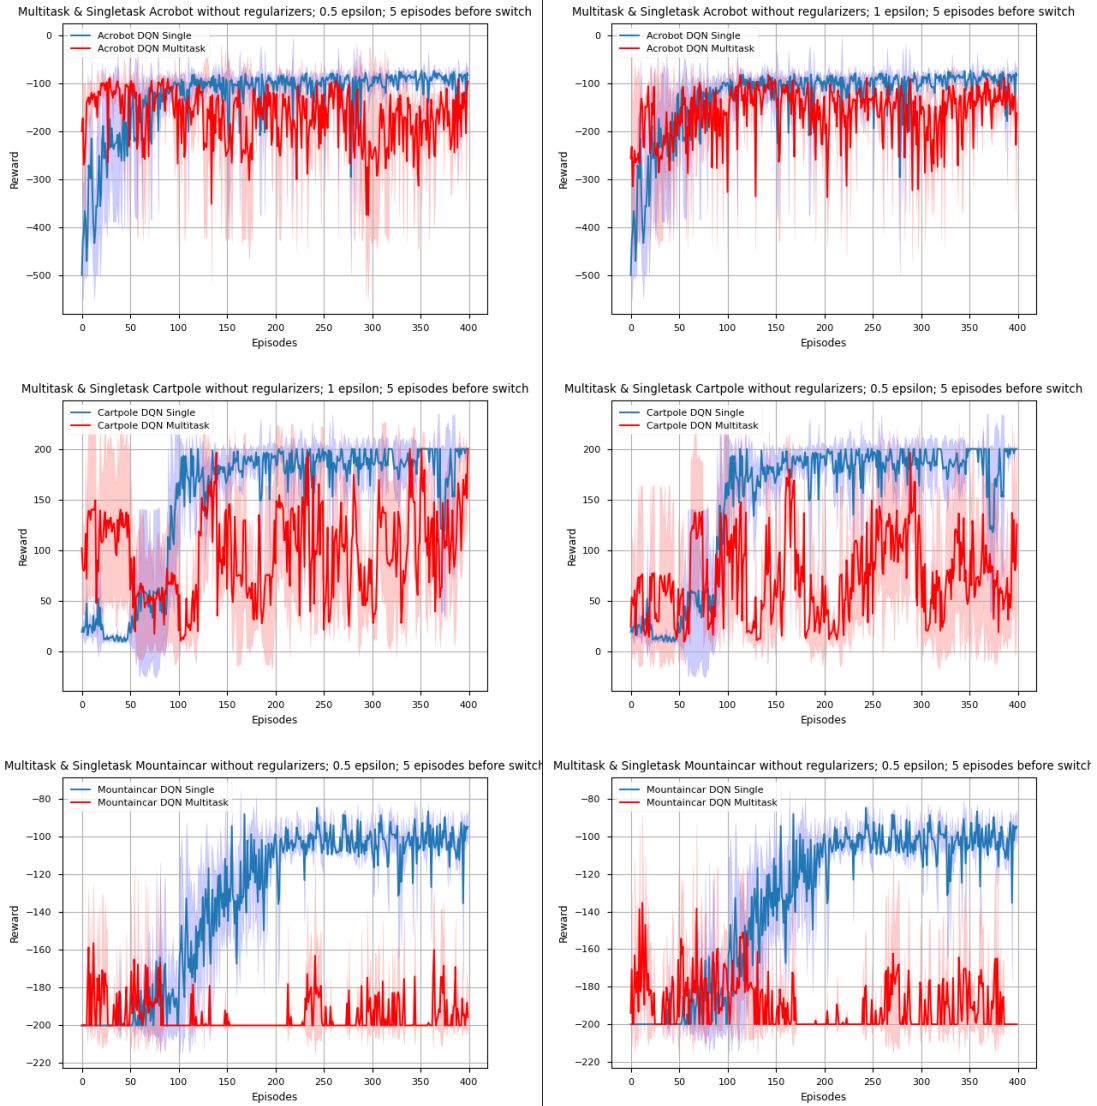 Multitask & Singletask Acrobot without regularizers; 0.5 epsilon; 5 episodes before switch
0
−100
−200
−300
−400
−500
Reward
Acrobot DQN Single
Acrobot DQN Multitask
0 50 100 150 200 250 300 350 400
Episodes
Multitask & Singletask Acrobot without regularizers; 1 epsilon; 5 episodes before switch
0
−100
−200
−300
−400
−500
Reward
Acrobot DQN Single
Acrobot DQN Multitask
0 50 100 150 200 250 300 350 400
Episodes
Multitask & Singletask Cartpole without regularizers; 1 epsilon; 5 episodes before switch
200
150
100
50
0
Reward
Cartpole DQN Single
Cartpole DQN Multitask
0 50 100 150 200 250 300 350 400
Episodes
Multitask & Singletask Cartpole without regularizers; 0.5 epsilon; 5 episodes before switch
200
150
100
50
0
Reward
Cartpole DQN Single
Cartpole DQN Multitask
0 50 100 150 200 250 300 350 400
Episodes
Multitask & Singletask Mountaincar without regularizers; 0.5 epsilon; 5 episodes before switch
−80
−100
−120
−140
−160
−180
−200
−220
Reward
Mountaincar DQN Single
Mountaincar DQN Multitask
0 50 100 150 200 250 300 350 400
Episodes
Multitask & Singletask Mountaincar without regularizers; 0.5 epsilon; 5 episodes before switch
−80
−100
−120
−140
−160
−180
−200
−220
Reward
Mountaincar DQN Single
Mountaincar DQN Multitask
0 50 100 150 200 250 300 350 400
Episodes